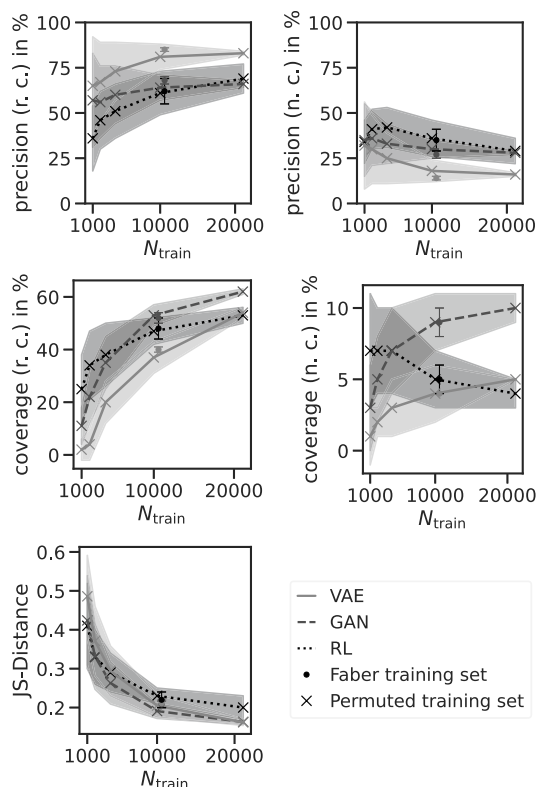 100
75
50
25
0
precision (r. c.) in %
1000 10000 20000
N_train
100
75
50
25
0
precision (n. c.) in %
1000 10000 20000
N_train
60
40
20
0
coverage (r. c.) in %
1000 10000 20000
N_train
10
5
0
coverage (n. c.) in %
1000 10000 20000
N_train
0.6
0.5
0.4
0.3
0.2
JS-Distance
1000 10000 20000
N_train
VAE
GAN
RL
Faber training set
Permuted training set